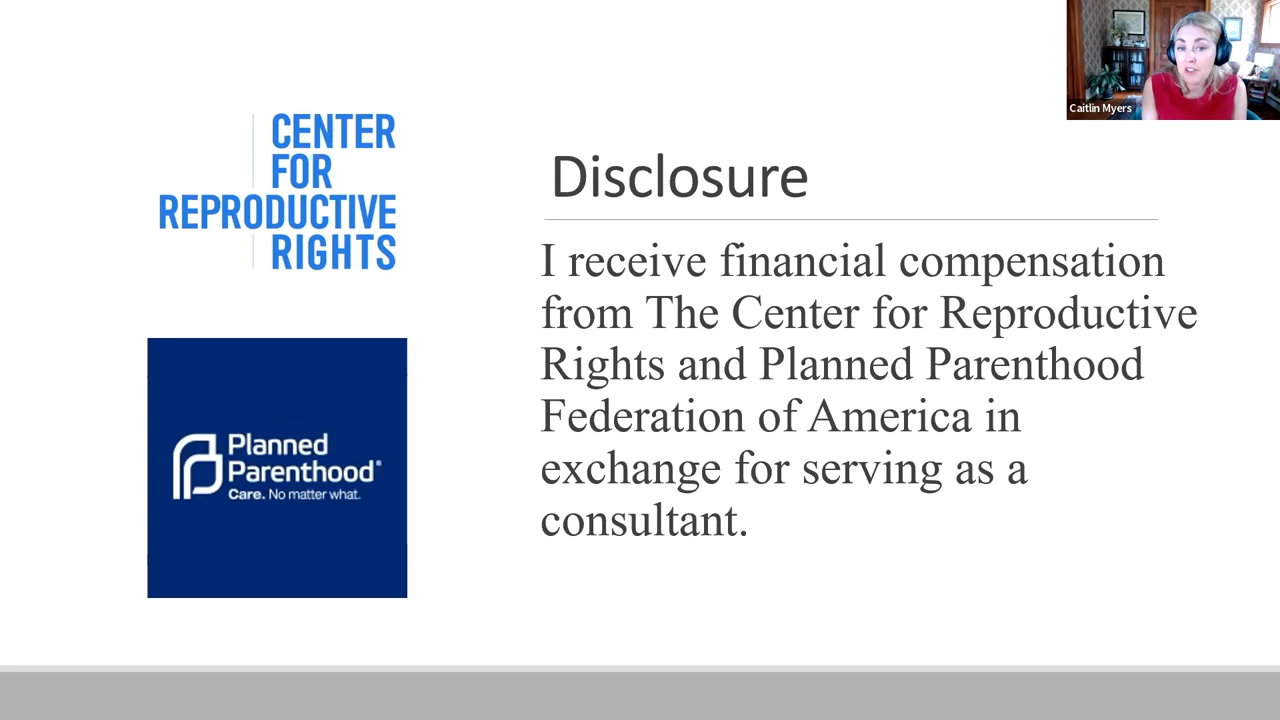 CENTER
FOR
REPRODUCTIVE
RIGHTS
Planned
Parenthood®
Care. No matter what.
Disclosure
I receive financial compensation
from The Center for Reproductive
Rights and Planned Parenthood
Federation of America in
exchange for serving as a
consultant.
Caitlin Myers